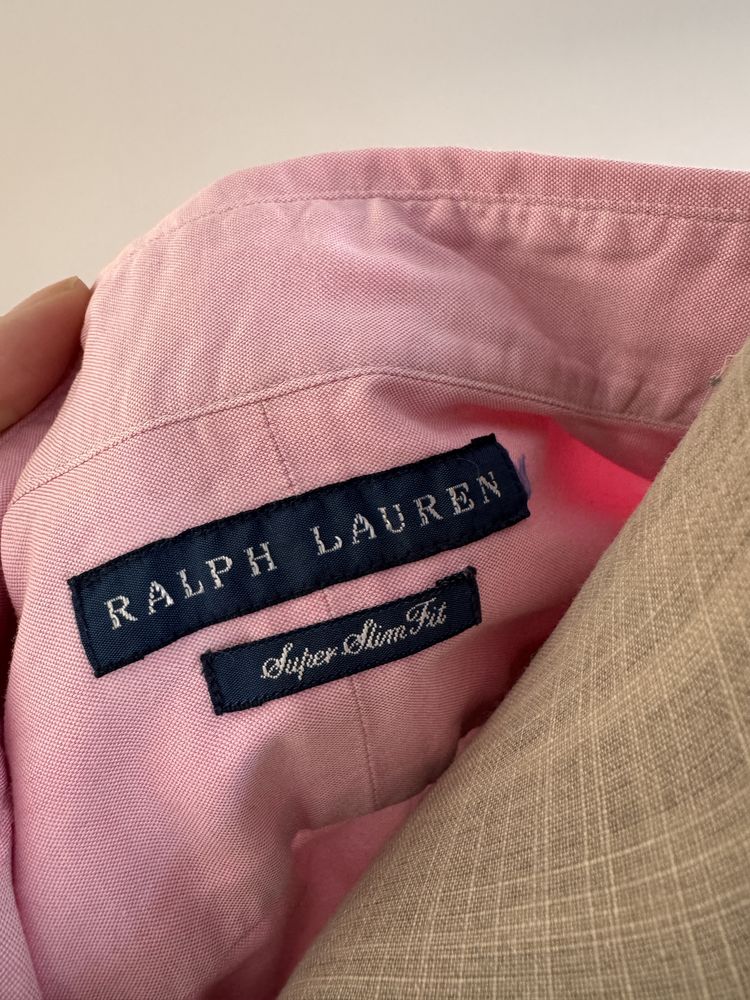 RALPH LAUREN
Super Slim Fit